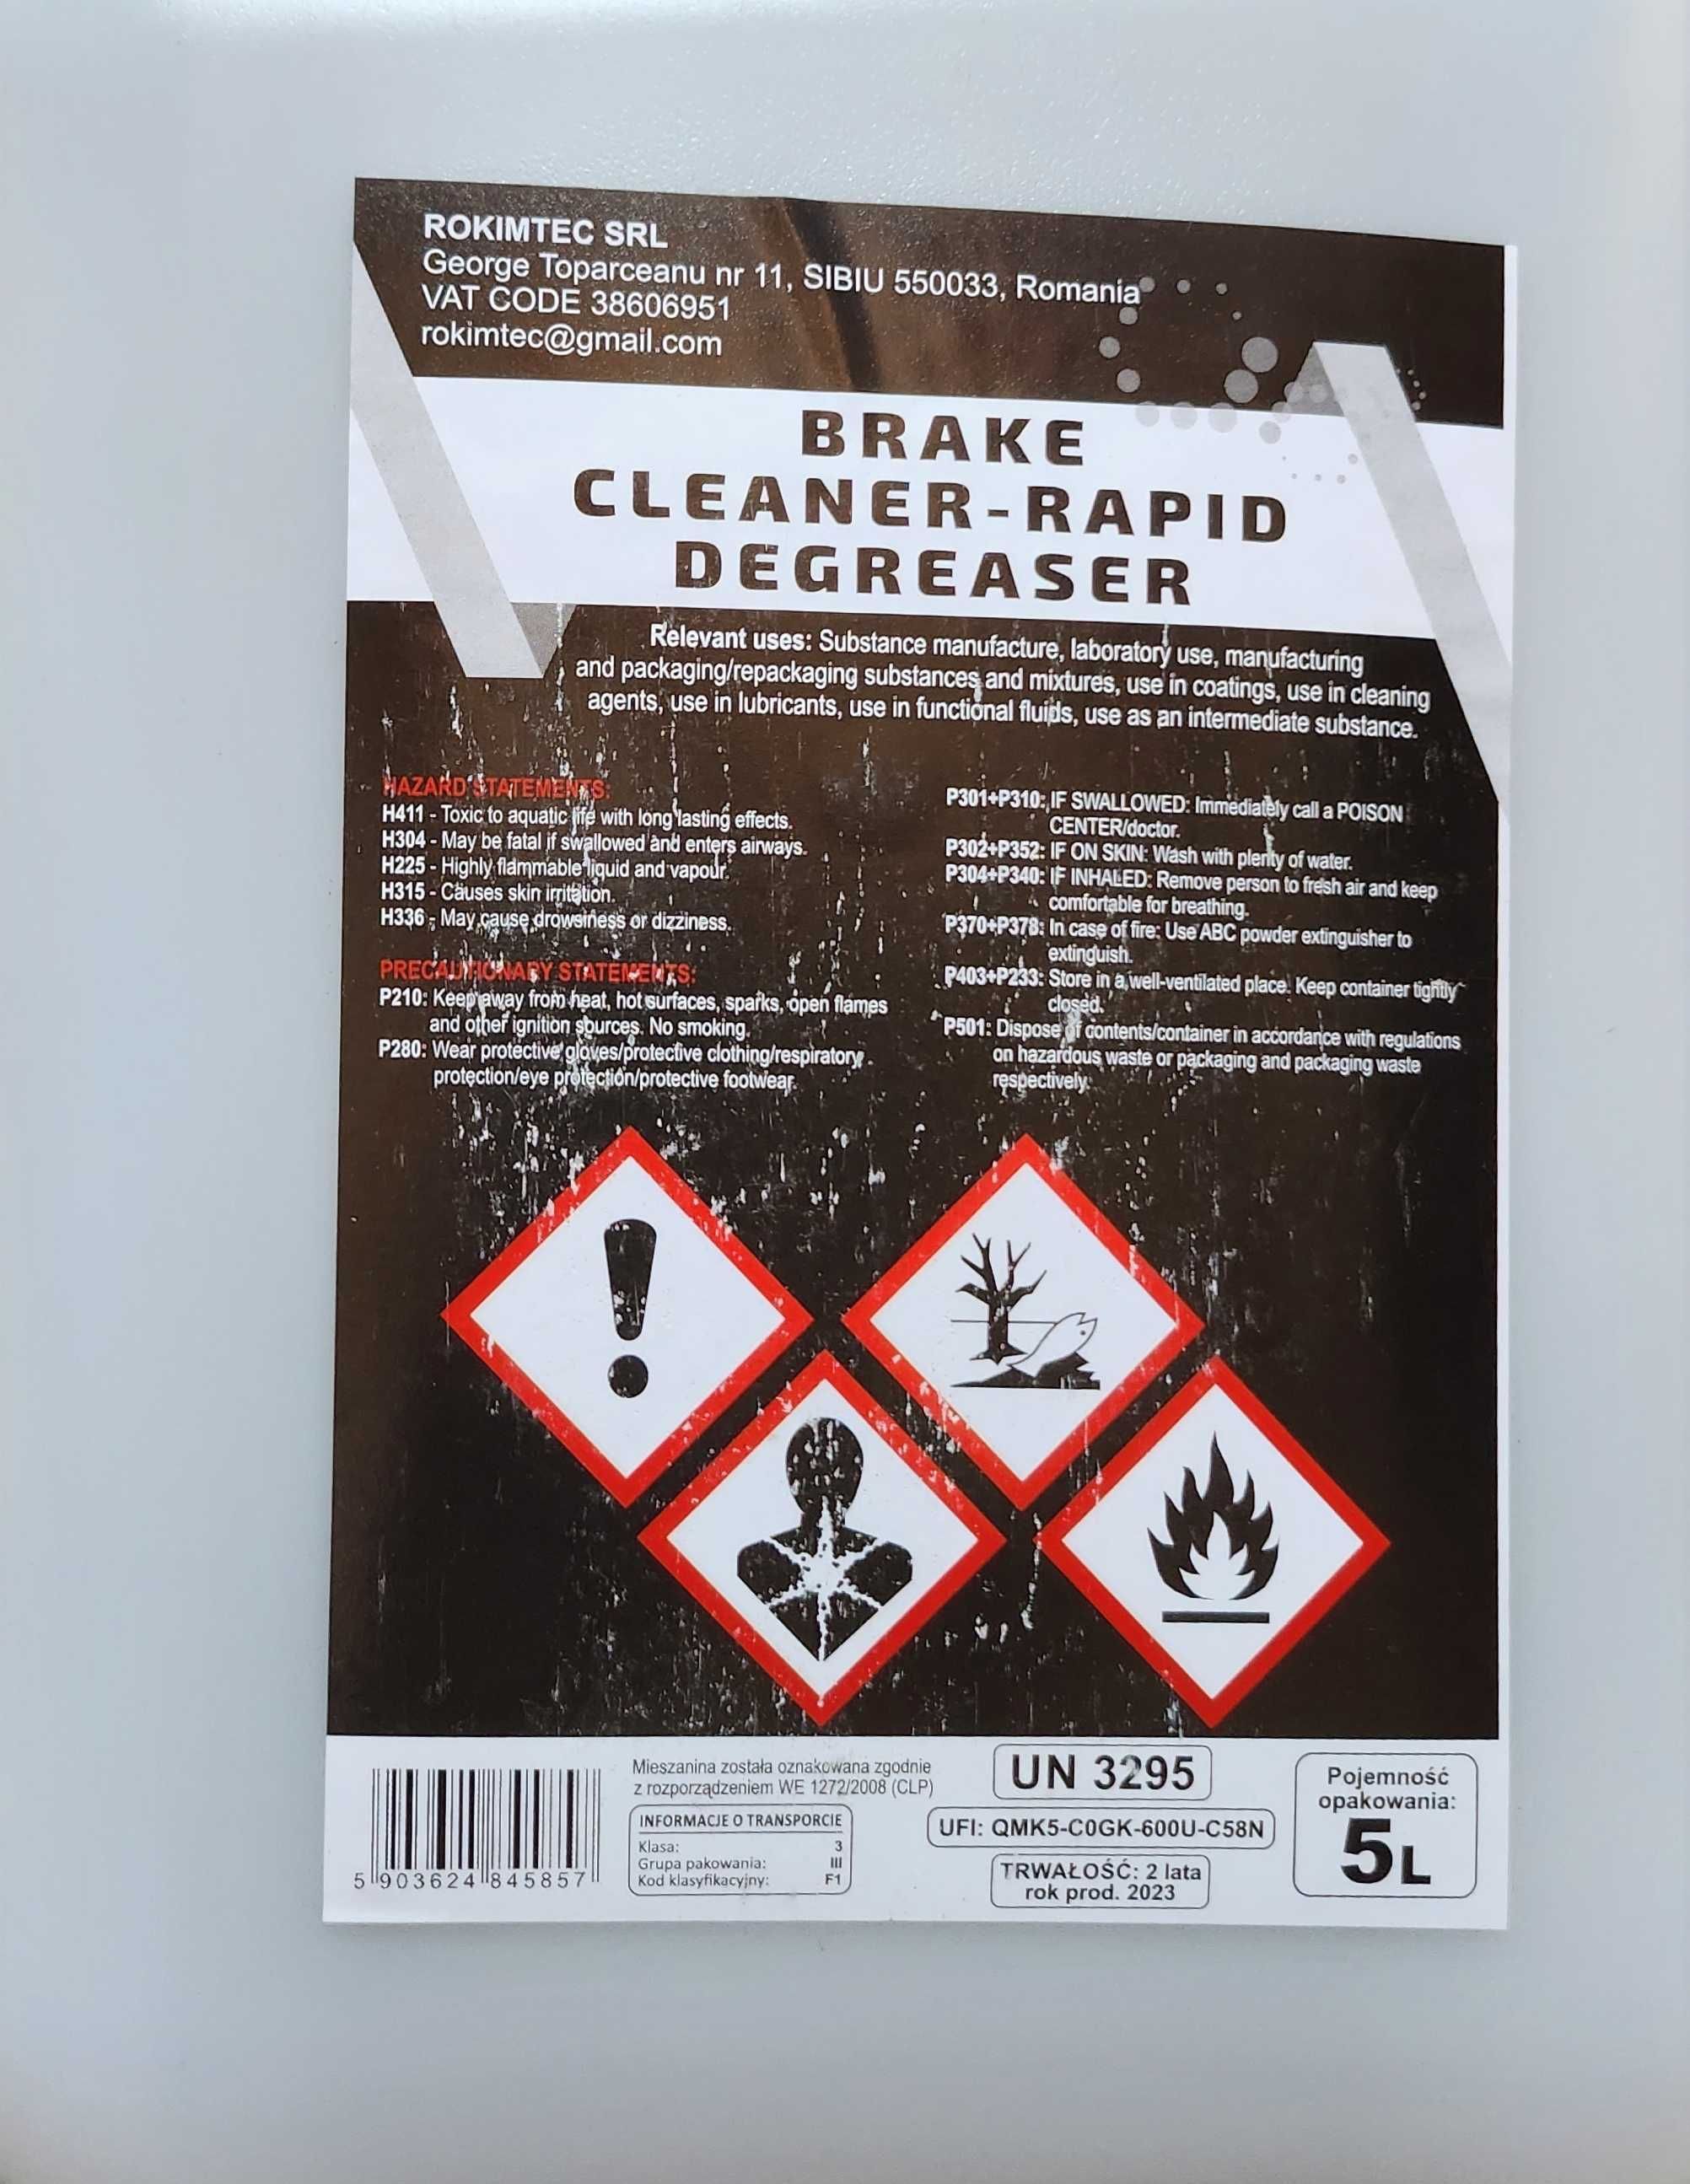 ROKIMTEC SRL
George Toparceanu nr 11, SIBIU 550033, Romania
VAT CODE 38606951
rokimtec@gmail.com
BRAKE
CLEANER-RAPID
DEGREASER
Relevant uses: Substance manufacture, laboratory use, manufacturing
and packaging/repackaging substances and mixtures, use in coatings, use in cleaning
agents, use in lubricants, use in functional fluids, use as an intermediate substance.
HAZARD STATEMENTS:
H411 - Toxic to aquatic life with long lasting effects.
H304 - May be fatal if swallowed and enters airways.
H225 - Highly flammable liquid and vapour.
H315 - Causes skin irritation.
H336 - May cause drowsiness or dizziness.
PRECAUTIONARY STATEMENTS:
P210: Keep away from heat, hot surfaces, sparks, open flames
and other ignition sources. No smoking.
P280: Wear protective gloves/protective clothing/respiratory
protection/eye protection/protective footwear.
P301+P310: IF SWALLOWED: Immediately call a POISON
CENTER/doctor.
P302+P352: IF ON SKIN: Wash with plenty of water.
P304+P340: IF INHALED: Remove person to fresh air and keep
comfortable for breathing.
P370+P378: In case of fire: Use ABC powder extinguisher to
extinguish.
P403+P233: Store in a well-ventilated place. Keep container tightly
closed.
P501: Dispose of contents/container in accordance with regulations
on hazardous waste or packaging and packaging waste
respectively.
5 903624 845857
Mieszanina została oznakowana zgodnie
z rozporządzeniem WE 1272/2008 (CLP)
INFORMACJE O TRANSPORCIE
Klasa: 3
Grupa pakowania: III
Kod klasyfikacyjny: F1
UN 3295
UFI: QMK5-C0GK-600U-C58N
TRWAŁOŚĆ: 2 lata
rok prod. 2023
Pojemność
opakowania:
5L